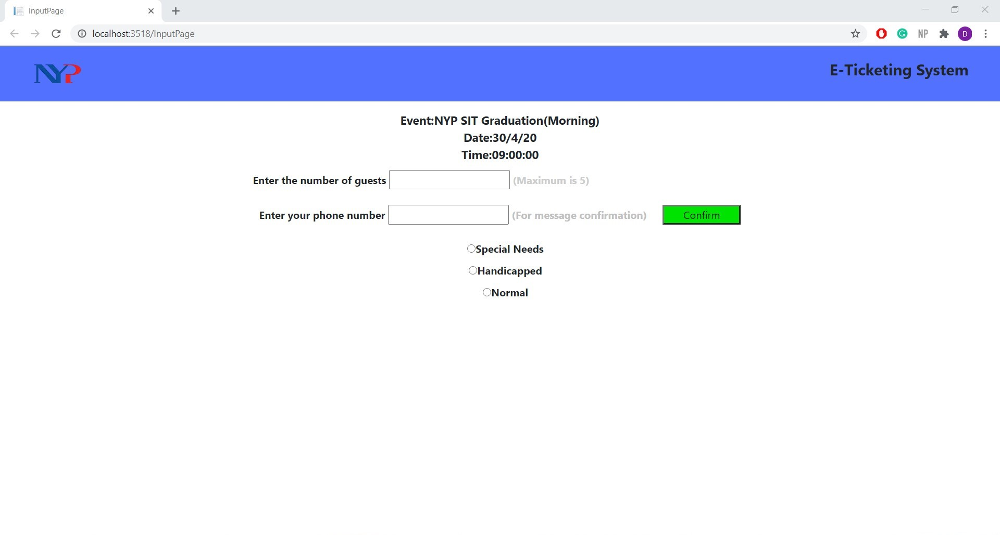 InputPage
localhost:3518/InputPage
NP
D
NYP
E-Ticketing System
Event:NYP SIT Graduation(Morning)
Date:30/4/20
Time:09:00:00
Enter the number of guests (Maximum is 5)
Enter your phone number (For message confirmation) Confirm
Special Needs
Handicapped
Normal